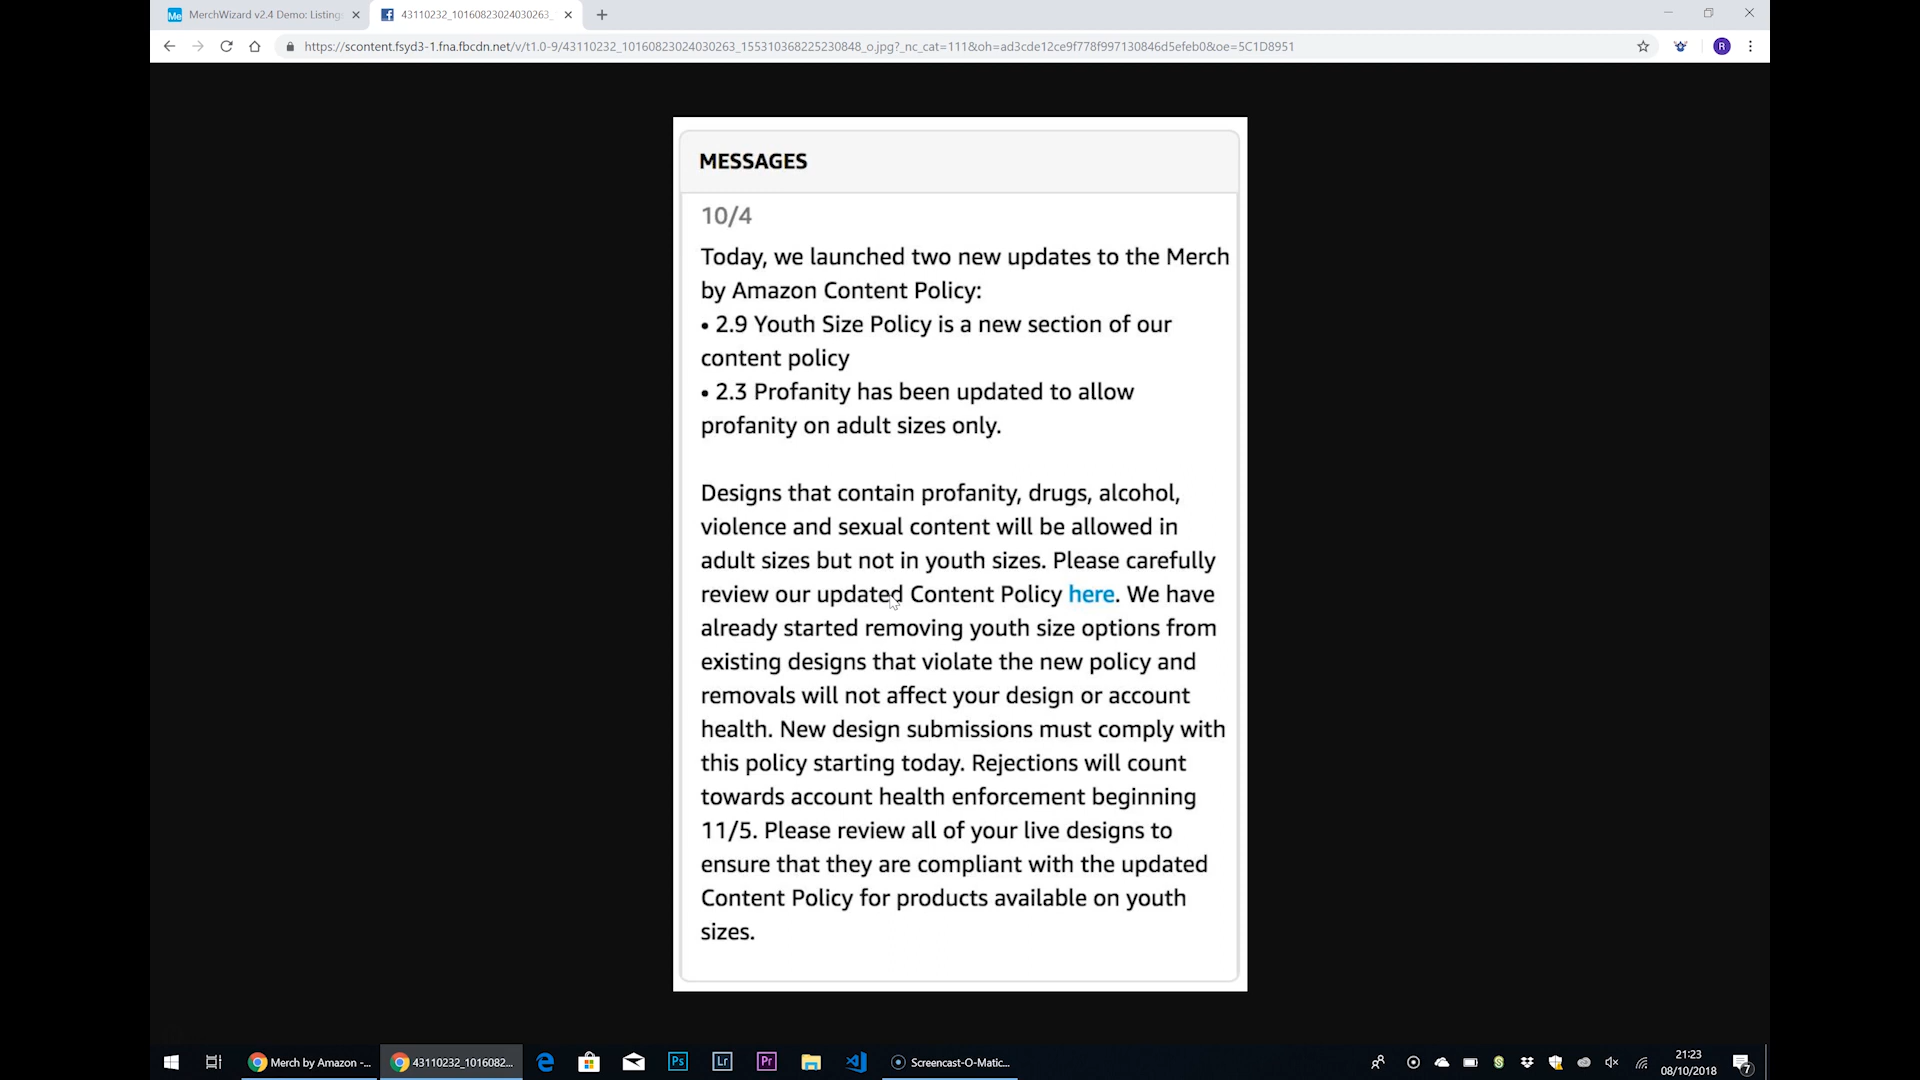 MerchWizard v2.4 Demo: Listing
43110232_10160823024030263_
https://scontent.fsyd3-1.fna.fbcdn.net/v/t1.0-9/43110232_10160823024030263_155310368225230848_o.jpg?_nc_cat=111&oh=ad3cde12ce9f778f997130846d5efeb0&oe=5C1D8951
R
MESSAGES
10/4
Today, we launched two new updates to the Merch
by Amazon Content Policy:
• 2.9 Youth Size Policy is a new section of our
content policy
• 2.3 Profanity has been updated to allow
profanity on adult sizes only.
Designs that contain profanity, drugs, alcohol,
violence and sexual content will be allowed in
adult sizes but not in youth sizes. Please carefully
review our updated Content Policy here. We have
already started removing youth size options from
existing designs that violate the new policy and
removals will not affect your design or account
health. New design submissions must comply with
this policy starting today. Rejections will count
towards account health enforcement beginning
11/5. Please review all of your live designs to
ensure that they are compliant with the updated
Content Policy for products available on youth
sizes.
Merch by Amazon -...
43110232_1016082...
Ps
Lr
Pr
Screencast-O-Matic...
21:23
08/10/2018
7